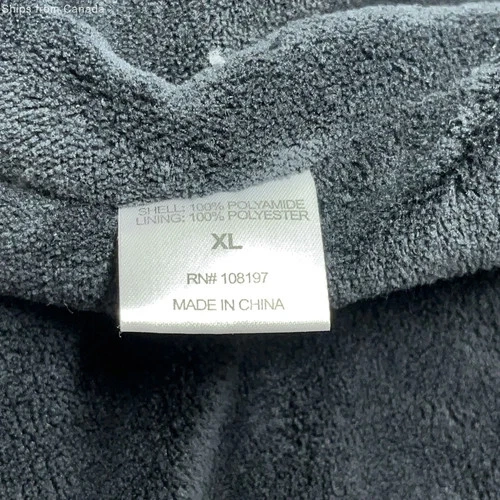 Ships from Canada
SHELL: 100% POLYAMIDE
LINING: 100% POLYESTER
XL
RN# 108197
MADE IN CHINA